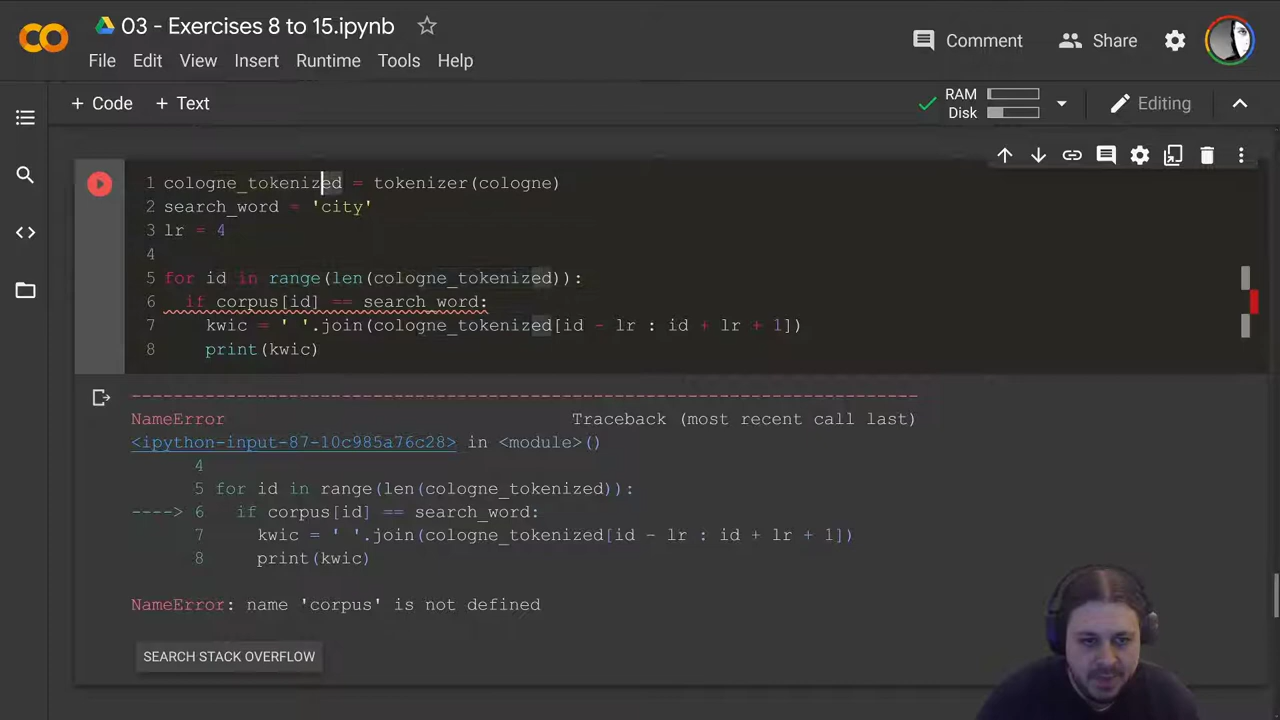 03 - Exercises 8 to 15.ipynb
Comment
Share
File Edit View Insert Runtime Tools Help
+ Code + Text
RAM
Disk
Editing
1 cologne_tokenized = tokenizer(cologne)
2 search_word = 'city'
3 lr = 4
4
5 for id in range(len(cologne_tokenized)):
6   if corpus[id] == search_word:
7     kwic = ' '.join(cologne_tokenized[id - lr : id + lr + 1])
8     print(kwic)
---------------------------------------------------------------------------
NameError Traceback (most recent call last)
<ipython-input-87-10c985a76c28> in <module>()
4
5 for id in range(len(cologne_tokenized)):
----> 6   if corpus[id] == search_word:
7     kwic = ' '.join(cologne_tokenized[id - lr : id + lr + 1])
8     print(kwic)
NameError: name 'corpus' is not defined
SEARCH STACK OVERFLOW